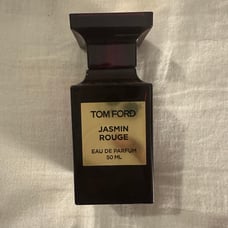 TOM FORD
JASMIN
ROUGE
EAU DE PARFUM
50 ML